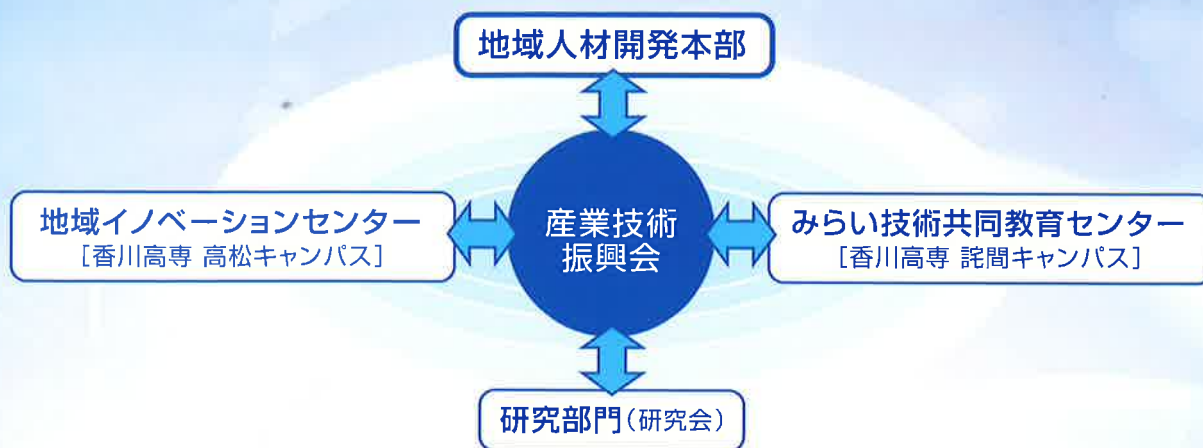 地域人材開発本部
地域イノベーションセンター
[香川高専 高松キャンパス]
産業技術
振興会
みらい技術共同教育センター
[香川高専 詫間キャンパス]
研究部門(研究会)